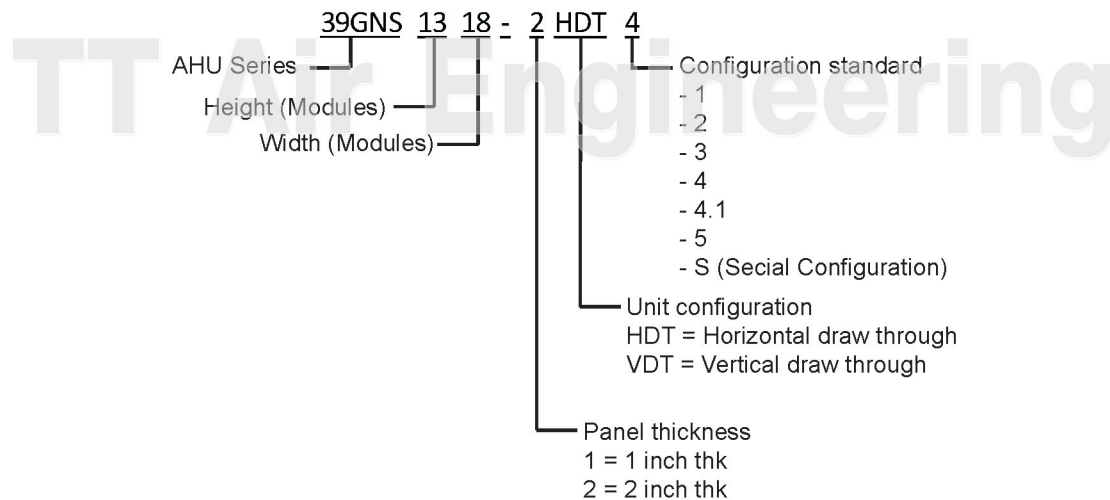 39GNS 13 18 - 2 HDT 4
TT Air Engineering
AHU Series
Height (Modules)
Width (Modules)
Configuration standard
- 1
- 2
- 3
- 4
- 4.1
- 5
- S (Secial Configuration)
Unit configuration
HDT = Horizontal draw through
VDT = Vertical draw through
Panel thickness
1 = 1 inch thk
2 = 2 inch thk